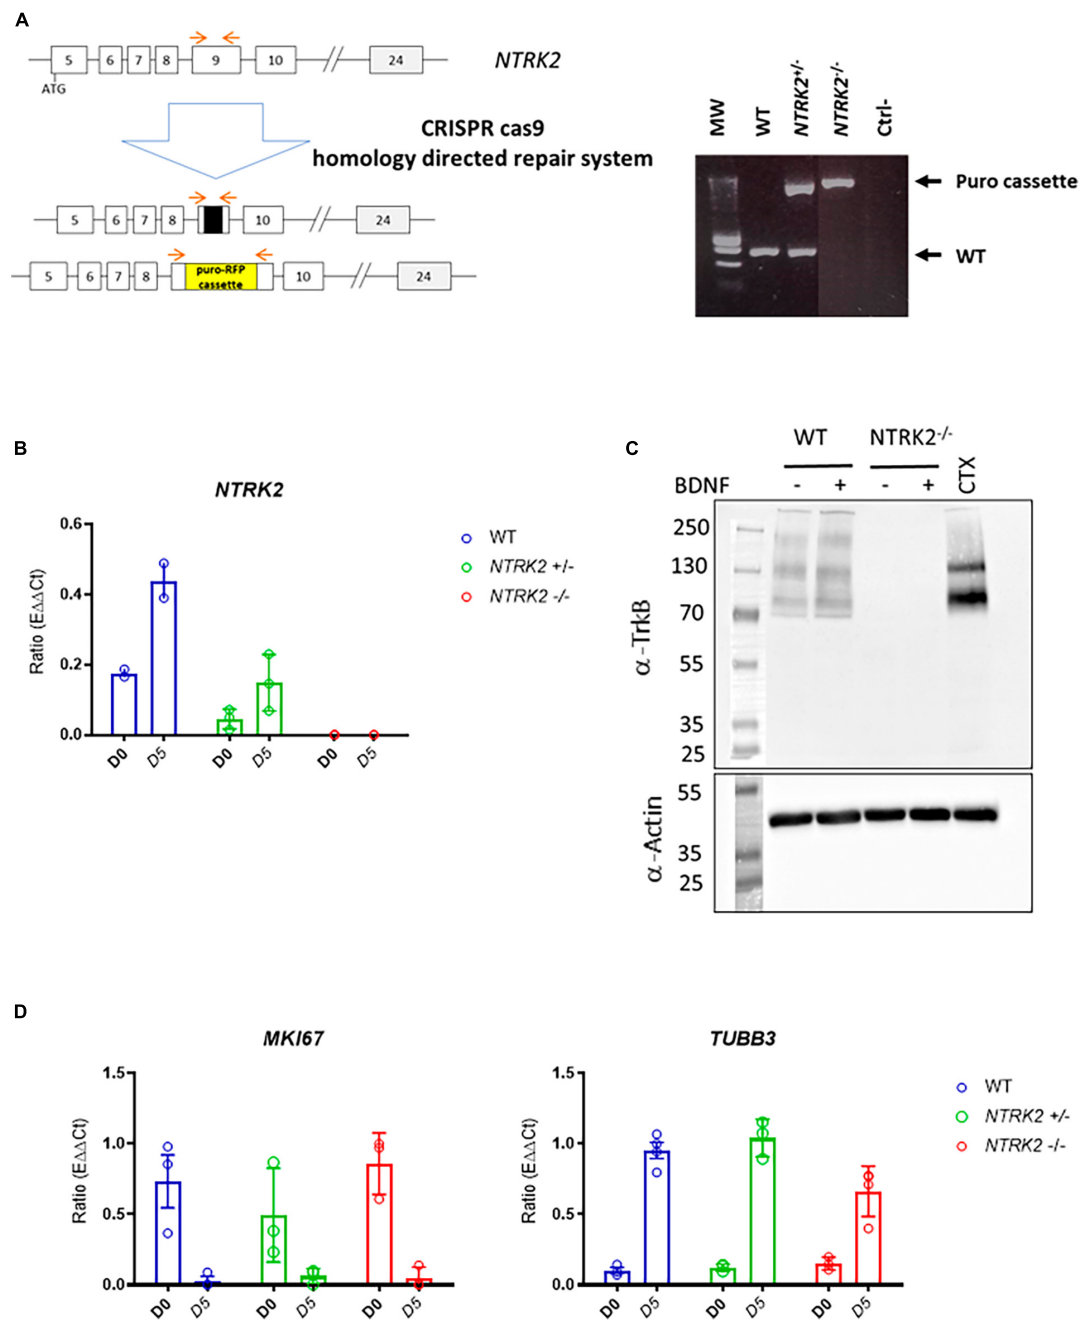 A
5 6 7 8 9 10 24 NTRK2
ATG
CRISPR cas9
homology directed repair system
5 6 7 8 10 24
5 6 7 8 puro-RFP cassette 10 24
MW WT NTRK2+/- NTRK2-/- Ctrl-
Puro cassette
WT
B
NTRK2
Ratio (E∆∆Ct)
0.6
0.4
0.2
0.0
D0 D5 D0 D5 D0 D5
WT
NTRK2 +/-
NTRK2 -/-
C
WT NTRK2-/- CTX
BDNF - + - +
α-TrkB
250
130
70
55
35
25
α-Actin
55
35
25
D
MKI67
Ratio (E∆∆Ct)
1.5
1.0
0.5
0.0
D0 D5 D0 D5 D0 D5
TUBB3
Ratio (E∆∆Ct)
1.5
1.0
0.5
0.0
D0 D5 D0 D5 D0 D5
WT
NTRK2 +/-
NTRK2 -/-